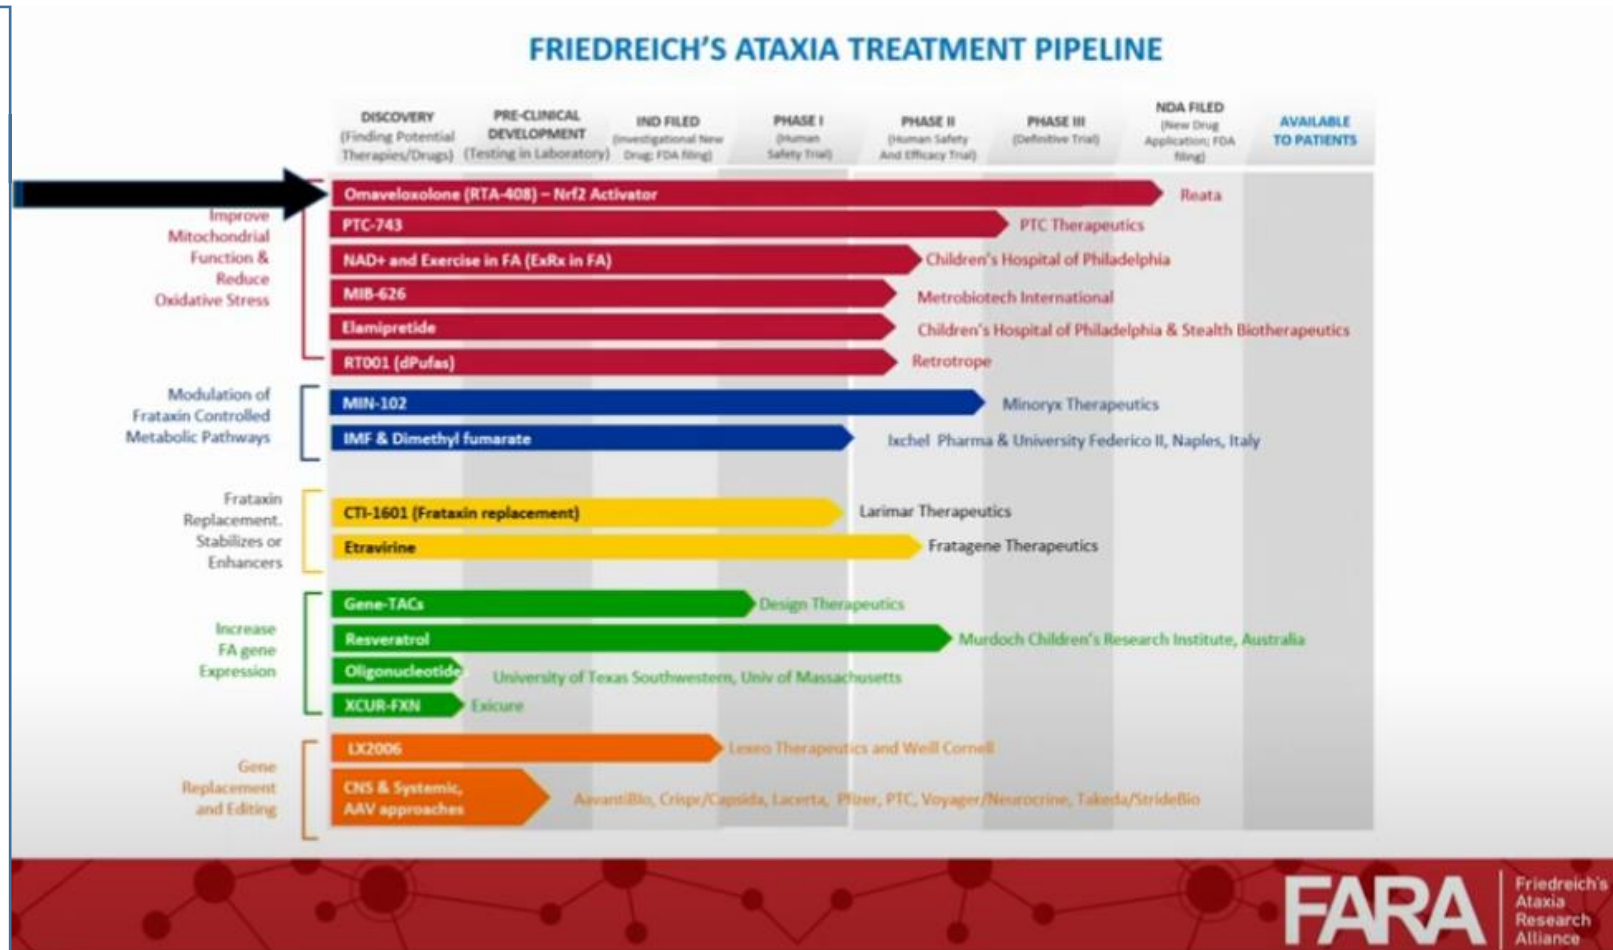 FRIEDREICH'S ATAXIA TREATMENT PIPELINE
DISCOVERY
(Finding Potential
Therapies/Drugs)
PRE-CLINICAL
DEVELOPMENT
(Testing in Laboratory)
IND FILED
(Investigational New
Drug; FDA filing)
PHASE I
(Human
Safety Trial)
PHASE II
(Human Safety
And Efficacy Trial)
PHASE III
(Definitive Trial)
NDA FILED
(New Drug
Application; FDA
filing)
AVAILABLE
TO PATIENTS
Improve
Mitochondrial
Function &
Reduce
Oxidative Stress
Omaveloxolone (RTA-408) – Nrf2 Activator
Reata
PTC-743
PTC Therapeutics
NAD+ and Exercise in FA (ExRx in FA)
Children's Hospital of Philadelphia
MIB-626
Metrobiotech International
Elamipretide
Children's Hospital of Philadelphia & Stealth Biotherapeutics
RT001 (dPufas)
Retrotrope
Modulation of
Frataxin Controlled
Metabolic Pathways
MIN-102
Minoryx Therapeutics
IMF & Dimethyl fumarate
Ixchel Pharma & University Federico II, Naples, Italy
Frataxin
Replacement.
Stabilizes or
Enhancers
CTI-1601 (Frataxin replacement)
Larimar Therapeutics
Etravirine
Fratagene Therapeutics
Increase
FA gene
Expression
Gene-TACs
Design Therapeutics
Resveratrol
Murdoch Children's Research Institute, Australia
Oligonucleotide
University of Texas Southwestern, Univ of Massachusetts
XCUR-FXN
Exicure
Gene
Replacement
and Editing
LX2006
Lexeo Therapeutics and Weill Cornell
CNS & Systemic,
AAV approaches
AavantiBio, Crispr/Capsida, Lacerta, Pfizer, PTC, Voyager/Neurocrine, Takeda/StrideBio
FARA
Friedreich's
Ataxia
Research
Alliance